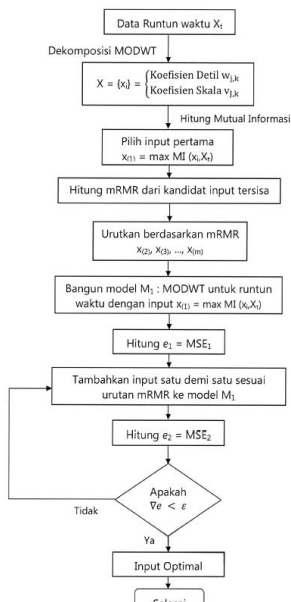 Data Runtun waktu Xₜ
Dekomposisi MODWT
X = {xᵢ} = {Koefisien Detil wⱼ,ₖ
Koefisien Skala vⱼ,ₖ
Hitung Mutual Informasi
Pilih input pertama
x₍₁₎ = max MI (xᵢ,Xₜ)
Hitung mRMR dari kandidat input tersisa
Urutkan berdasarkan mRMR
x₍₂₎, x₍₃₎, ..., x₍ₘ₎
Bangun model M₁ : MODWT untuk runtun
waktu dengan input x₍₁₎ = max MI (xᵢ,Xₜ)
Hitung e₁ = MSE₁
Tambahkan input satu demi satu sesuai
urutan mRMR ke model M₁
Hitung e₂ = MSE₂
Apakah
∇e < ε
Tidak
Ya
Input Optimal
Selesai